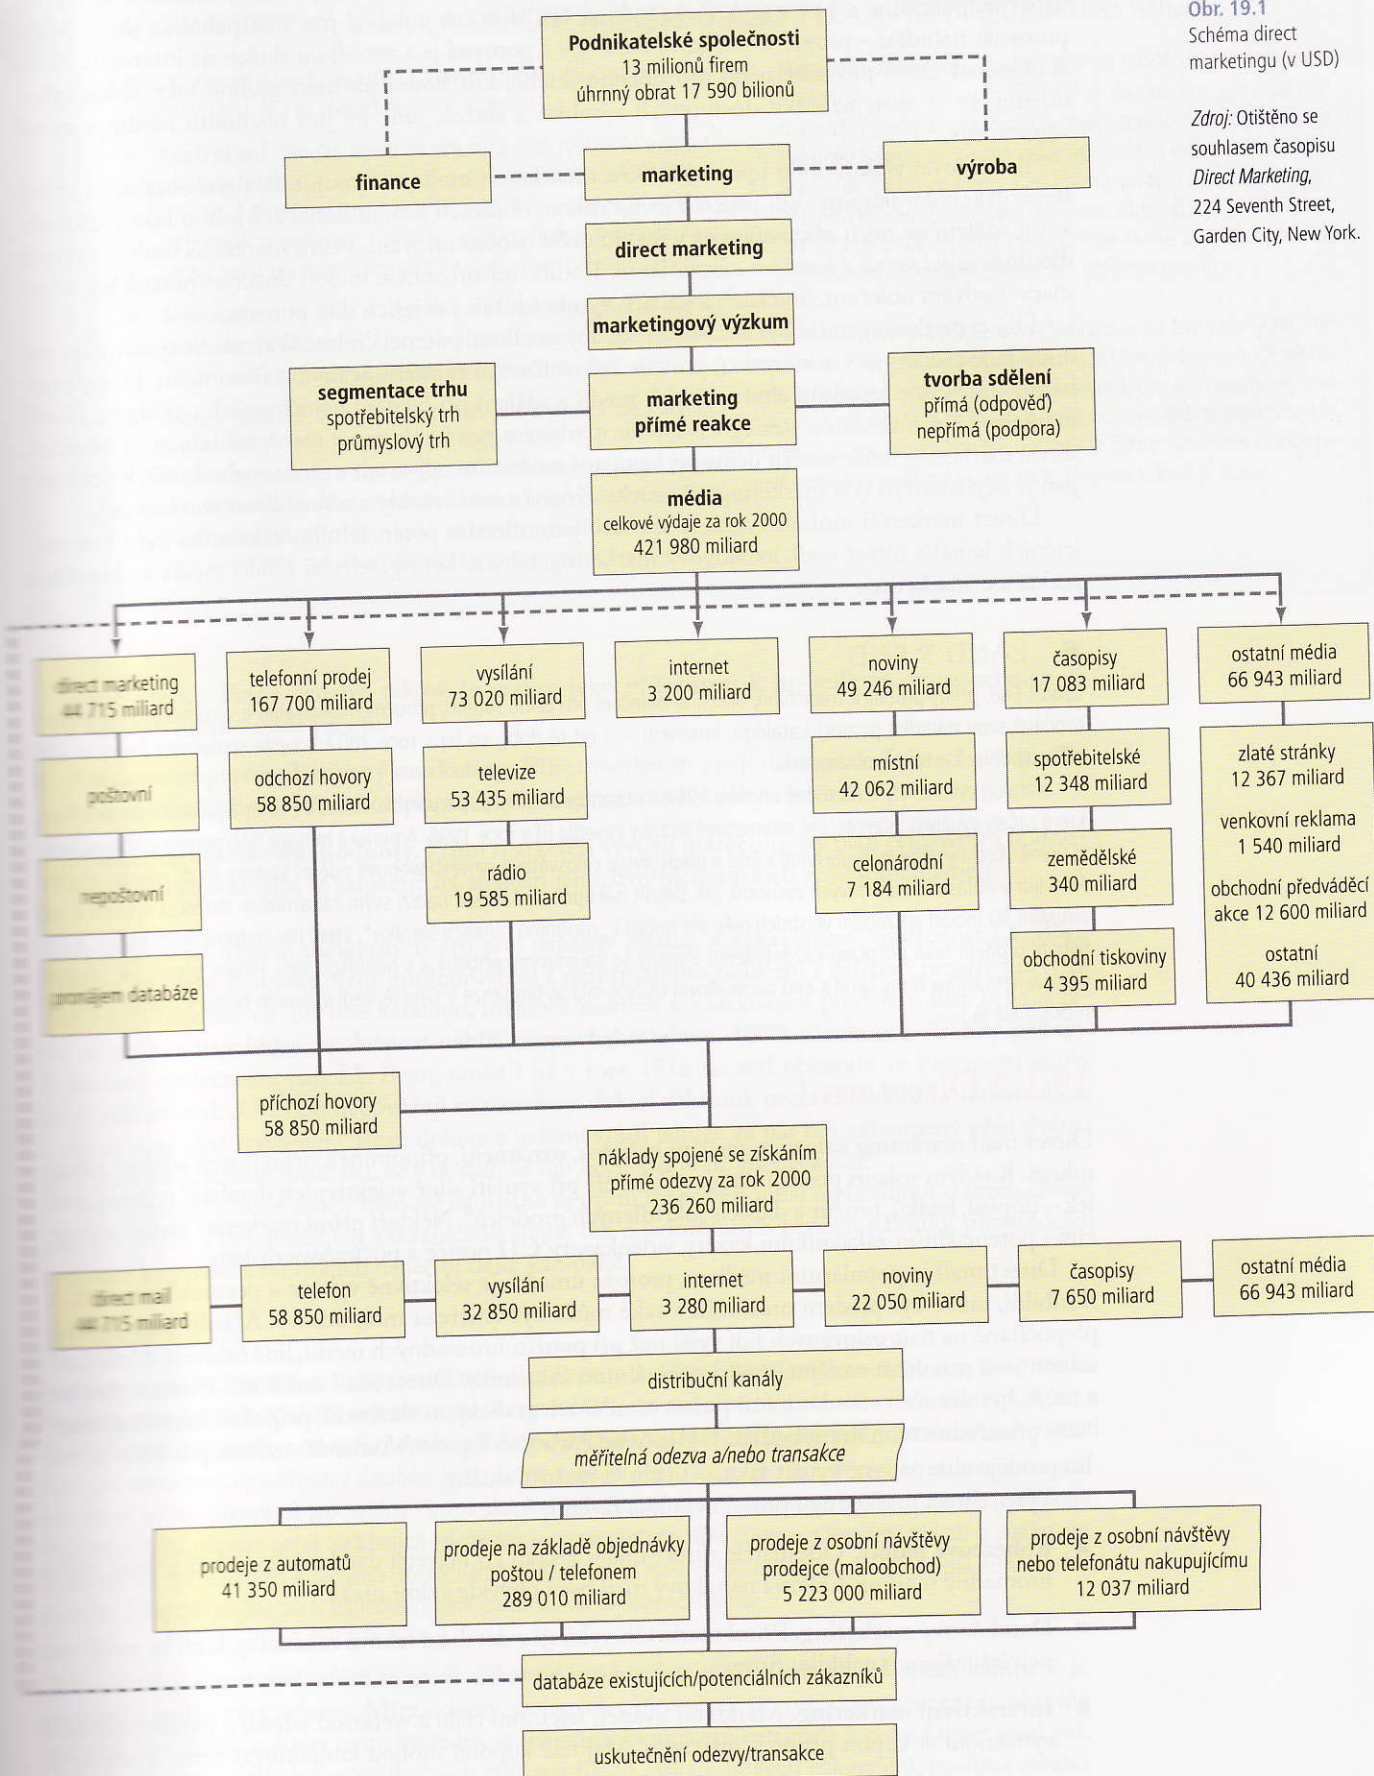 Obr. 19.1
Schéma direct
marketingu (v USD)
Zdroj: Otištěno se
souhlasem časopisu
Direct Marketing,
224 Seventh Street,
Garden City, New York.
Podnikatelské společnosti
13 milionů firem
úhrnný obrat 17 590 bilionů
finance
marketing
výroba
direct marketing
marketingový výzkum
segmentace trhu
spotřebitelský trh
průmyslový trh
marketing
přímé reakce
tvorba sdělení
přímá (odpověď)
nepřímá (podpora)
média
celkové výdaje za rok 2000
421 980 miliard
direct marketing
44 715 miliard
poštovní
nepoštovní
pronájem databáze
telefonní prodej
167 700 miliard
odchozí hovory
58 850 miliard
vysílání
73 020 miliard
televize
53 435 miliard
rádio
19 585 miliard
internet
3 200 miliard
noviny
49 246 miliard
místní
42 062 miliard
celonárodní
7 184 miliard
časopisy
17 083 miliard
spotřebitelské
12 348 miliard
zemědělské
340 miliard
obchodní tiskoviny
4 395 miliard
ostatní média
66 943 miliard
zlaté stránky
12 367 miliard
venkovní reklama
1 540 miliard
obchodní předváděcí
akce 12 600 miliard
ostatní
40 436 miliard
příchozí hovory
58 850 miliard
náklady spojené se získáním
přímé odezvy za rok 2000
236 260 miliard
direct mail
44 715 miliard
telefon
58 850 miliard
vysílání
32 850 miliard
internet
3 280 miliard
noviny
22 050 miliard
časopisy
7 650 miliard
ostatní média
66 943 miliard
distribuční kanály
měřitelná odezva a/nebo transakce
prodeje z automatů
41 350 miliard
prodeje na základě objednávky
poštou / telefonem
289 010 miliard
prodeje z osobní návštěvy
prodejce (maloobchod)
5 223 000 miliard
prodeje z osobní návštěvy
nebo telefonátu nakupujícímu
12 037 miliard
databáze existujících/potenciálních zákazníků
uskutečnění odezvy/transakce